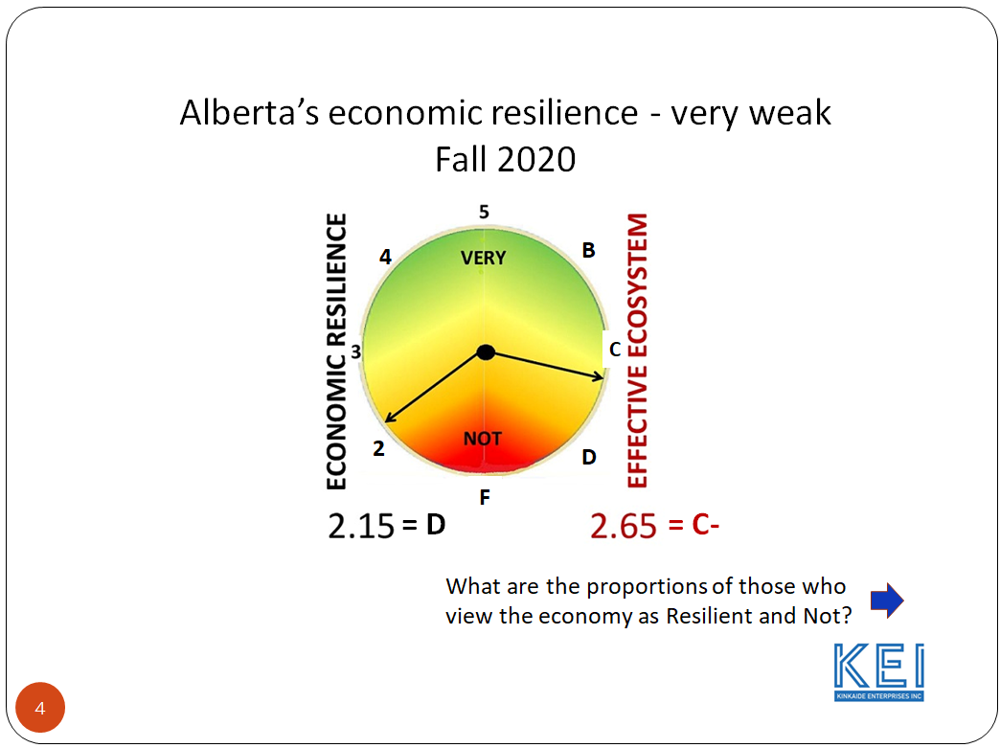 Alberta's economic resilience - very weak
Fall 2020
ECONOMIC RESILIENCE
EFFECTIVE ECOSYSTEM
5
4
B
VERY
3
C
NOT
2
D
F
2.15 = D
2.65 = C-
What are the proportions of those who
view the economy as Resilient and Not?
KEI
KINKAIDE ENTERPRISES INC
4